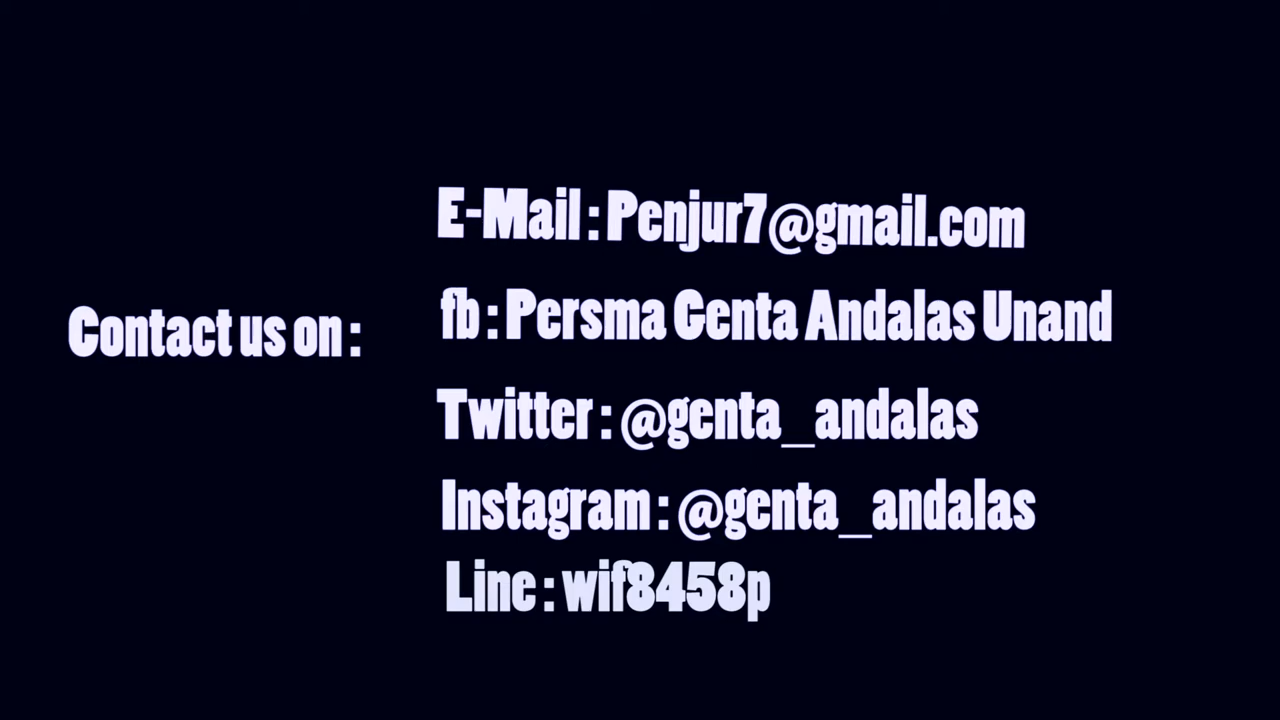 Contact us on :
E-Mail : Penjur7@gmail.com
fb : Persma Genta Andalas Unand
Twitter : @genta_andalas
Instagram : @genta_andalas
Line : wif8458p